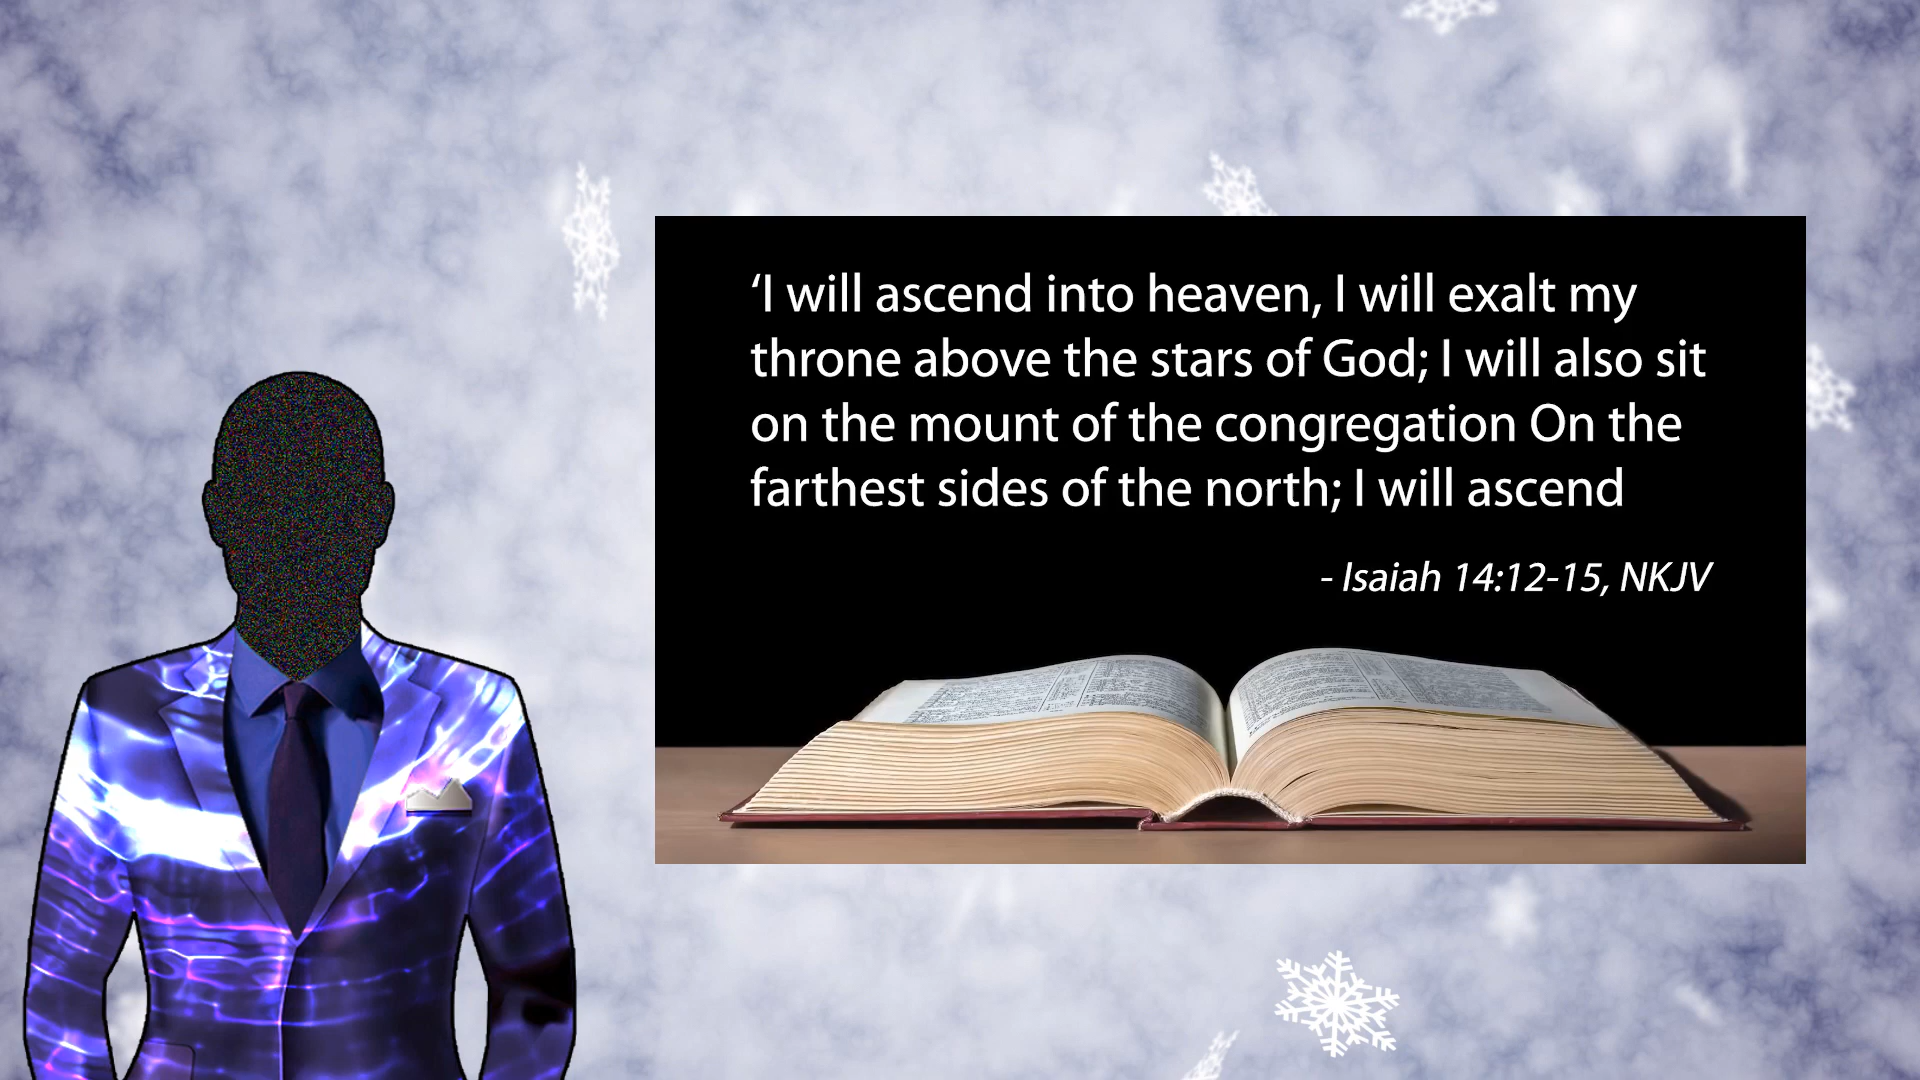 ‘I will ascend into heaven, I will exalt my
throne above the stars of God; I will also sit
on the mount of the congregation On the
farthest sides of the north; I will ascend
- Isaiah 14:12-15, NKJV